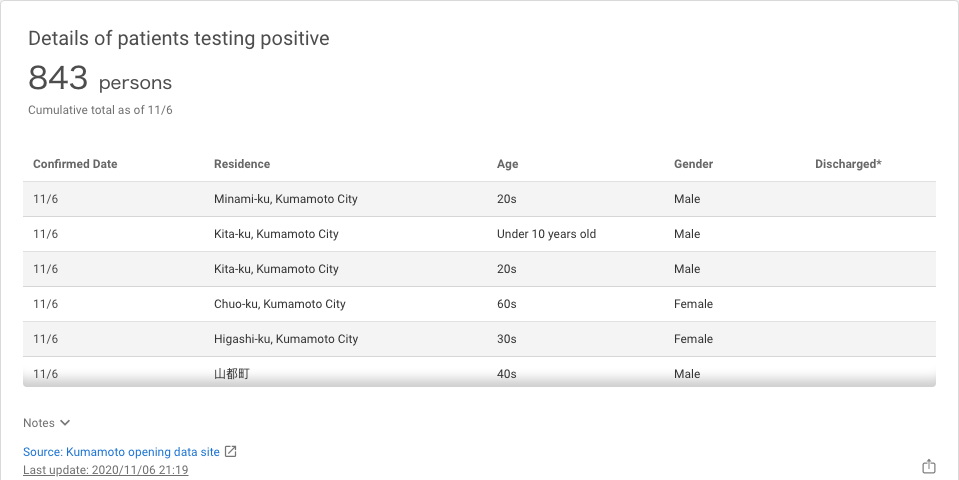 Details of patients testing positive
843 persons
Cumulative total as of 11/6
Confirmed Date Residence Age Gender Discharged*
11/6 Minami-ku, Kumamoto City 20s Male
11/6 Kita-ku, Kumamoto City Under 10 years old Male
11/6 Kita-ku, Kumamoto City 20s Male
11/6 Chuo-ku, Kumamoto City 60s Female
11/6 Higashi-ku, Kumamoto City 30s Female
11/6 山都町 40s Male
Notes
Source: Kumamoto opening data site
Last update: 2020/11/06 21:19